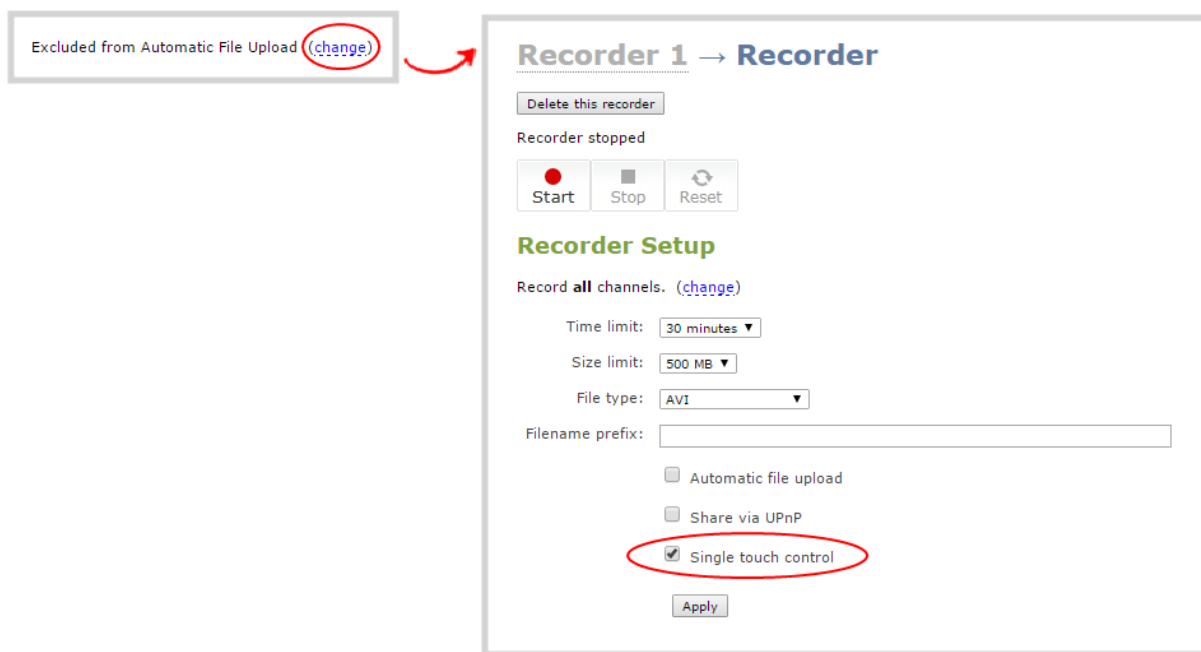 Excluded from Automatic File Upload (change)
Recorder 1 → Recorder
Delete this recorder
Recorder stopped
Start Stop Reset
Recorder Setup
Record all channels. (change)
Time limit: 30 minutes ▼
Size limit: 500 MB ▼
File type: AVI ▼
Filename prefix:
Automatic file upload
Share via UPnP
Single touch control
Apply